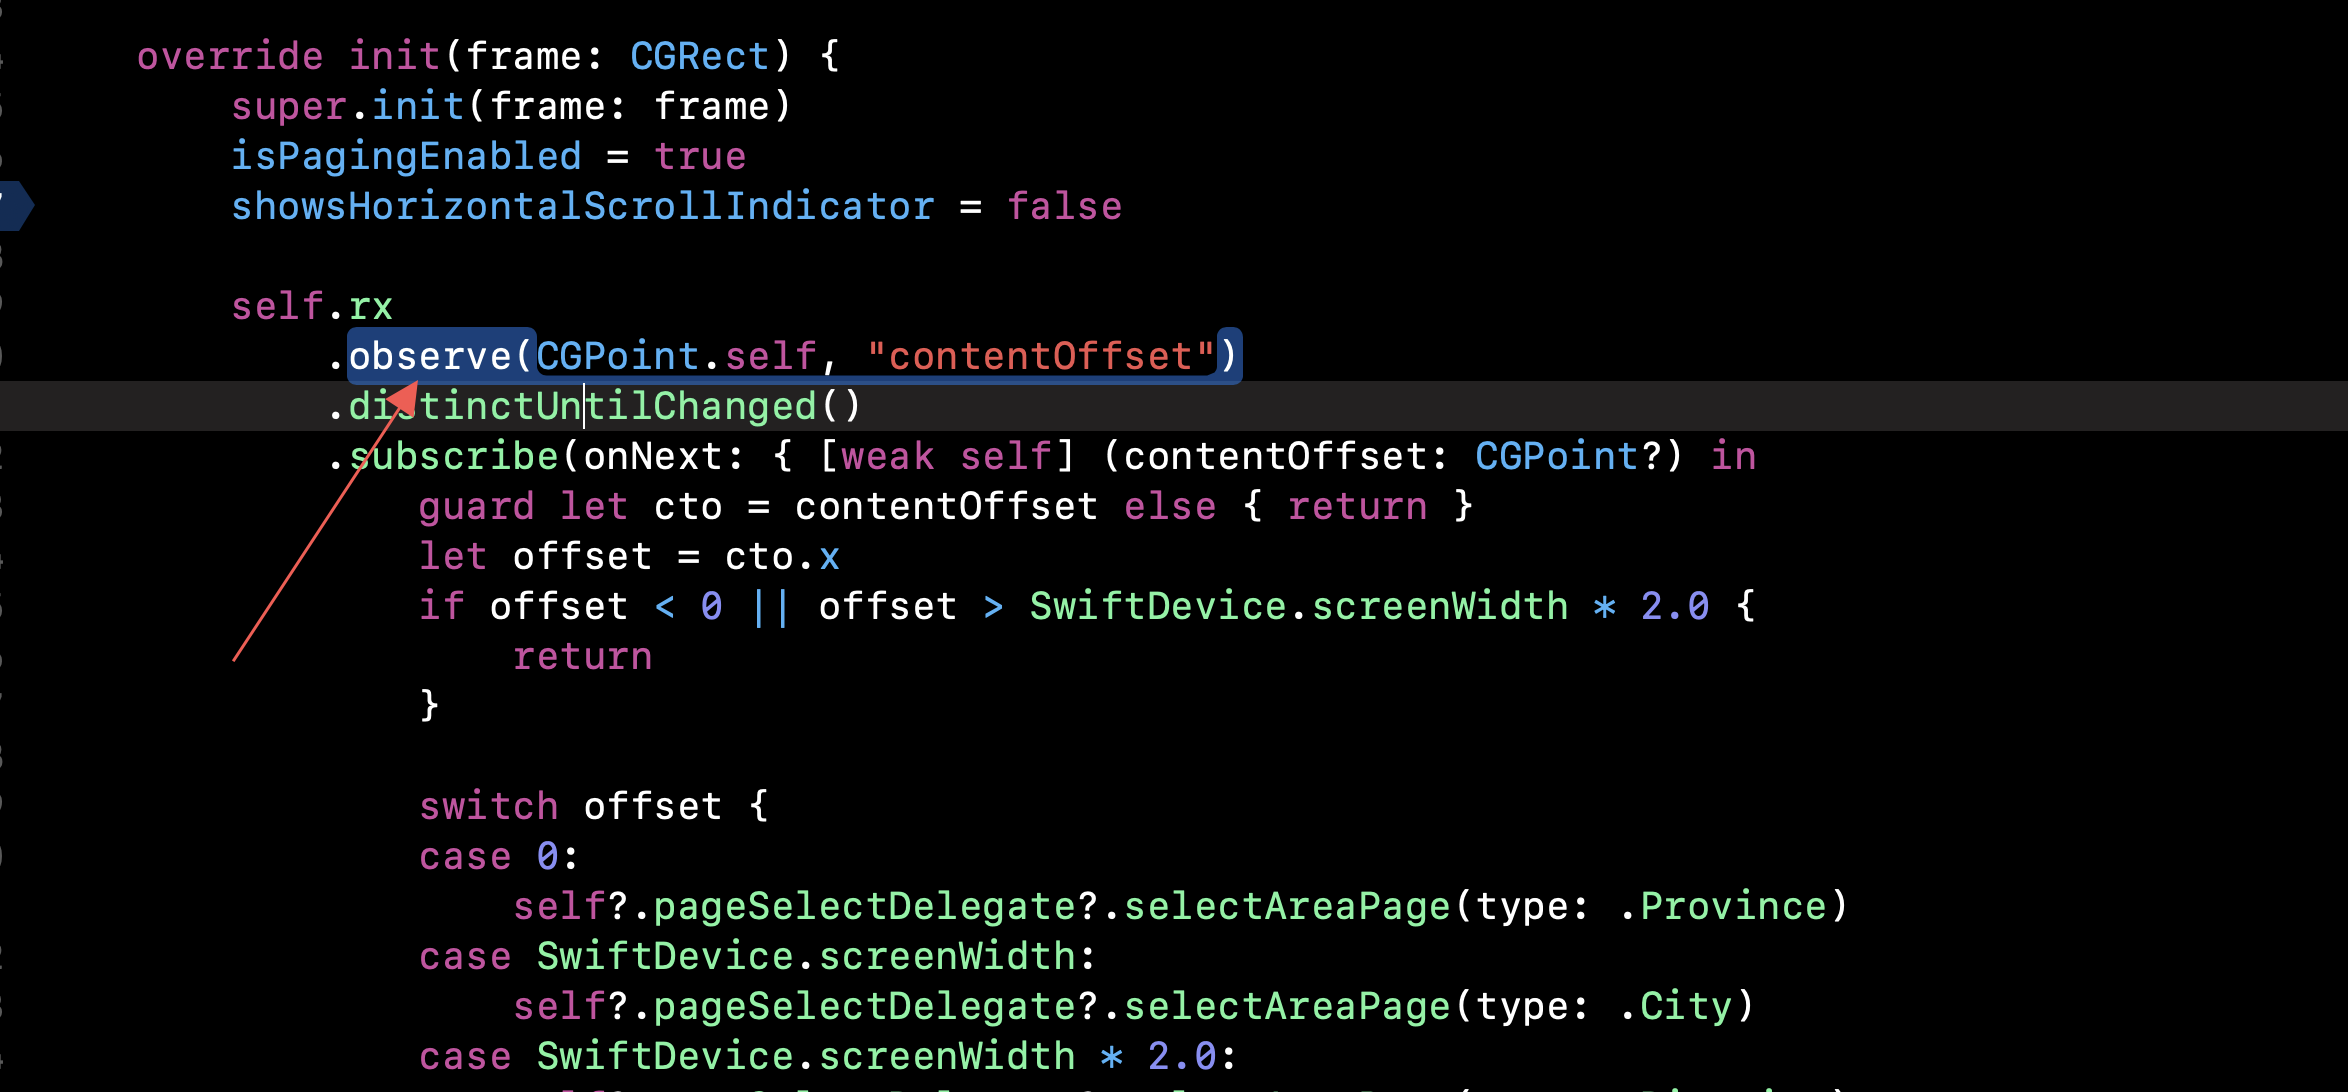 override init(frame: CGRect) {
super.init(frame: frame)
isPagingEnabled = true
showsHorizontalScrollIndicator = false
self.rx
.observe(CGPoint.self, "contentOffset")
.distinctUntilChanged()
.subscribe(onNext: { [weak self] (contentOffset: CGPoint?) in
guard let cto = contentOffset else { return }
let offset = cto.x
if offset < 0 || offset > SwiftDevice.screenWidth * 2.0 {
return
}
switch offset {
case 0:
self?.pageSelectDelegate?.selectAreaPage(type: .Province)
case SwiftDevice.screenWidth:
self?.pageSelectDelegate?.selectAreaPage(type: .City)
case SwiftDevice.screenWidth * 2.0: